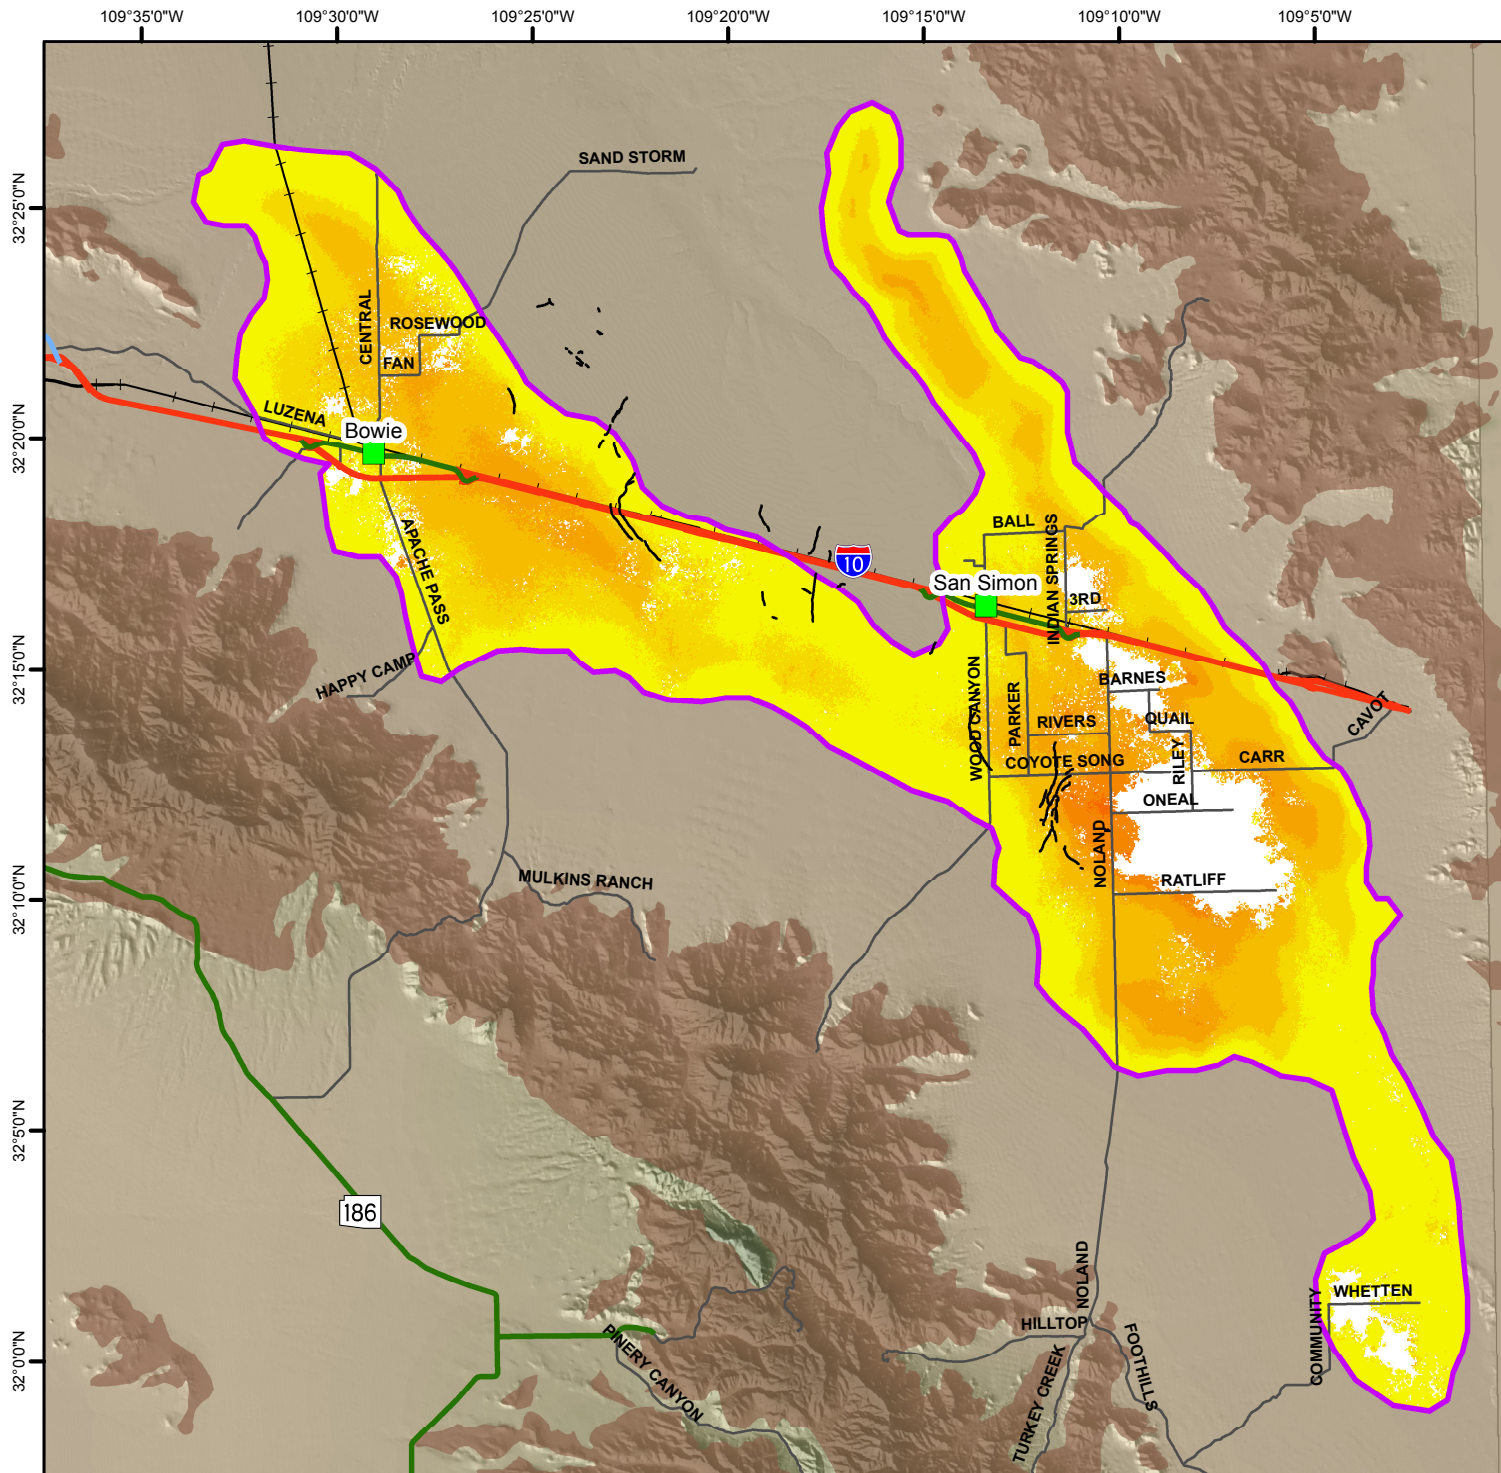 109°35'0"W
109°30'0"W
109°25'0"W
109°20'0"W
109°15'0"W
109°10'0"W
109°5'0"W
32°25'0"N
32°20'0"N
32°15'0"N
32°10'0"N
32°5'0"N
32°0'0"N
SAND STORM
CENTRAL
ROSEWOOD
FAN
LUZENA
Bowie
APACHE PASS
HAPPY CAMP
10
BALL
INDIAN SPRINGS
San Simon
3RD
WOOD CANYON
PARKER
BARNES
RIVERS
QUAIL
CAVOT
COYOTE SONG
RILEY
CARR
ONEAL
NOLAND
RATLIFF
MULKINS RANCH
186
NOLAND
HILLTOP
FOOTHILLS
TURKEY CREEK
PINERY CANYON
COMMUNITY
WHETTEN